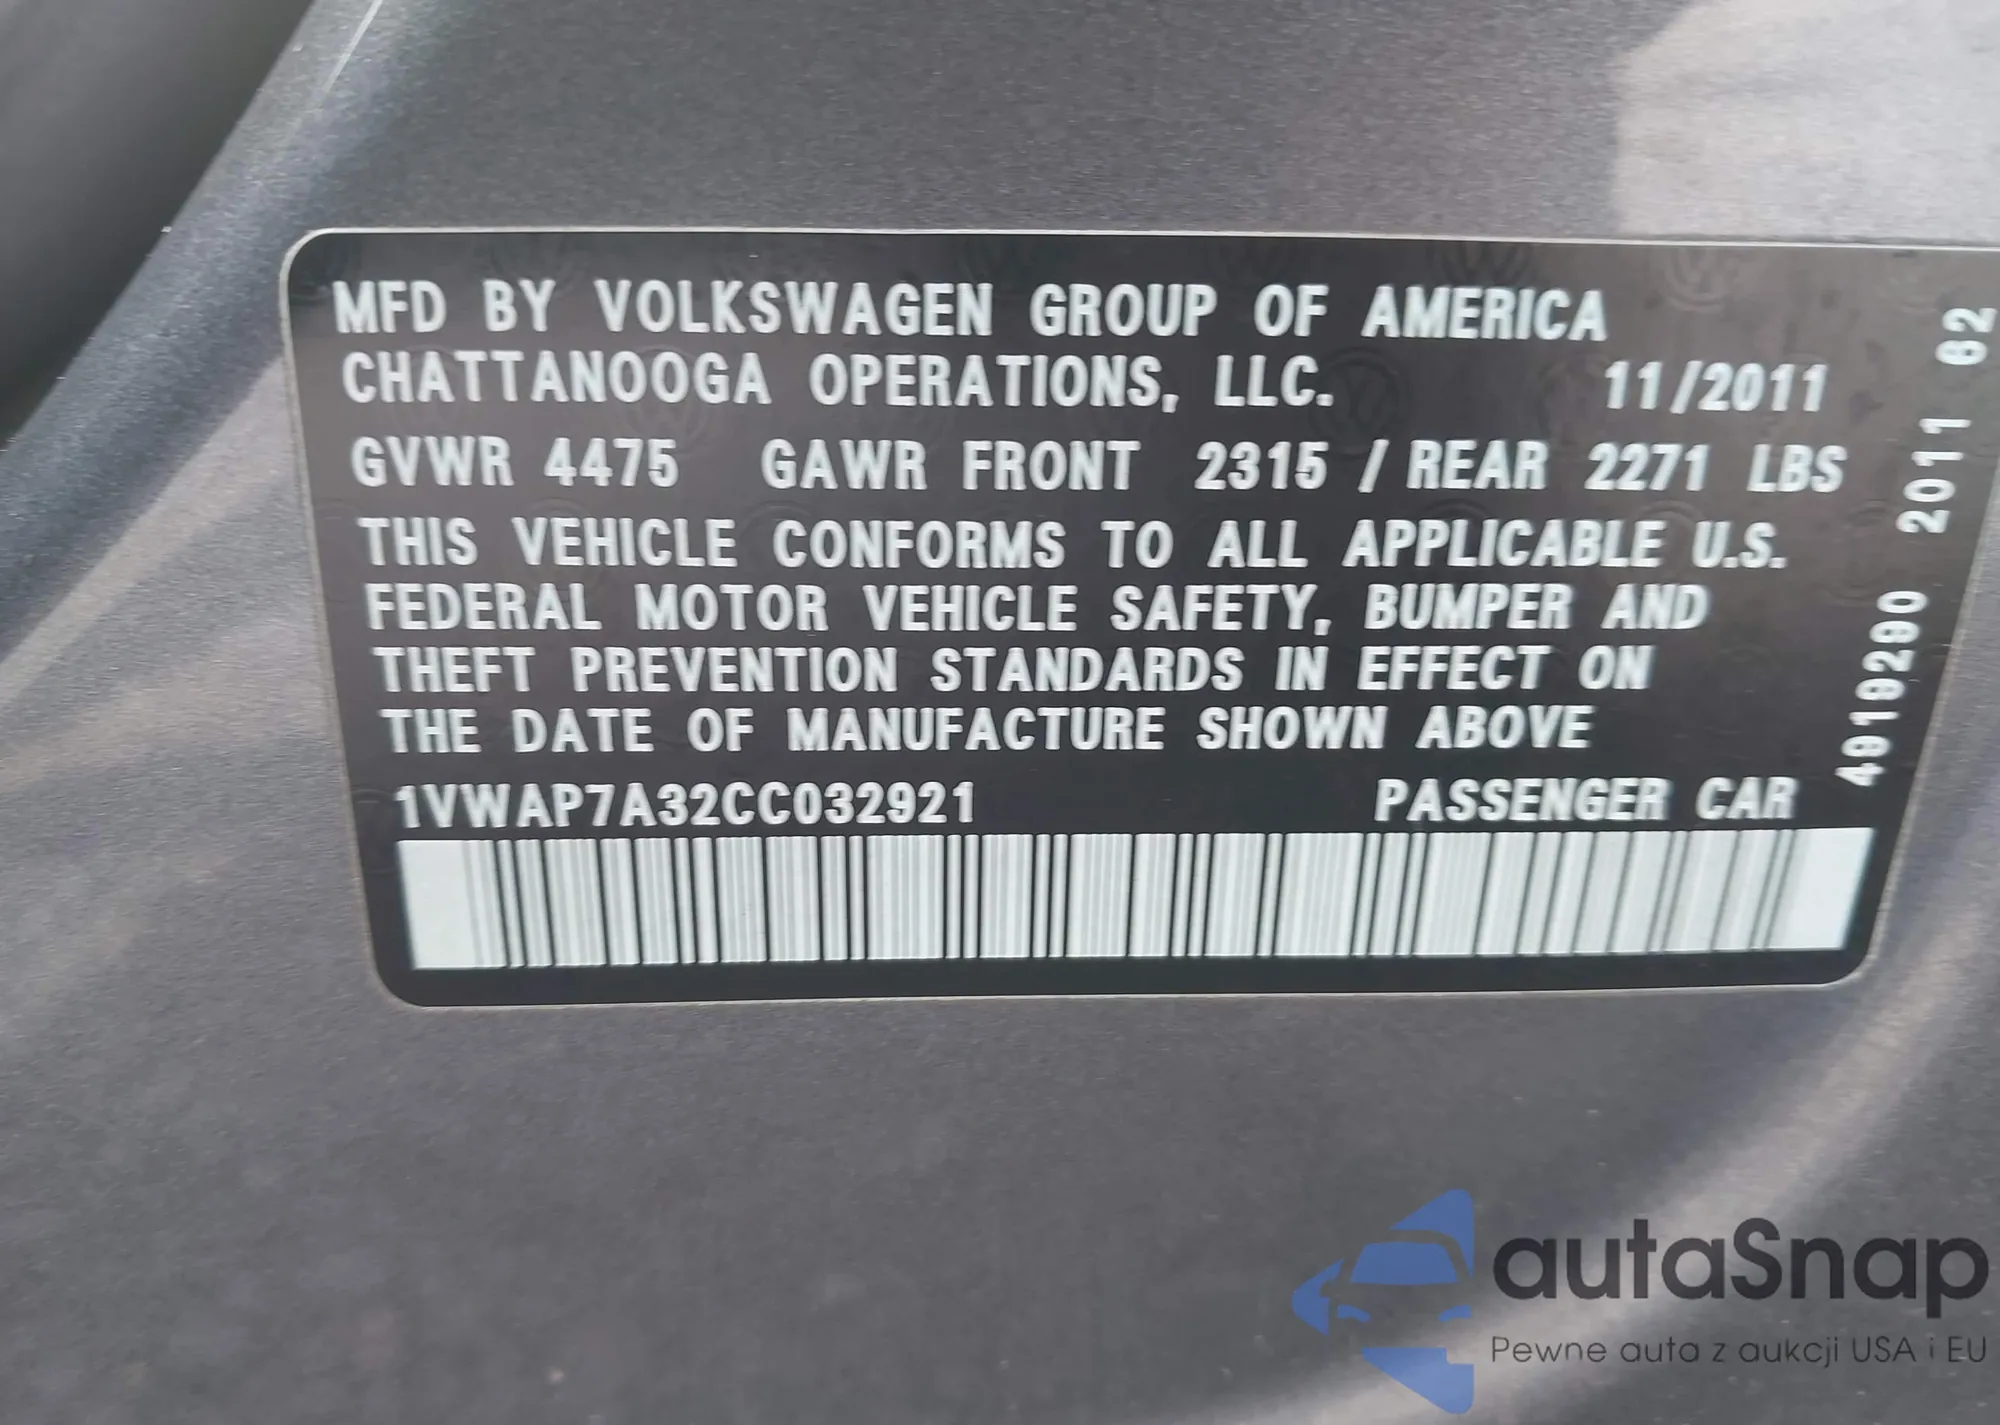 MFD BY VOLKSWAGEN GROUP OF AMERICA
CHATTANOOGA OPERATIONS, LLC. 11/2011
GVWR 4475 GAWR FRONT 2315 / REAR 2271 LBS
THIS VEHICLE CONFORMS TO ALL APPLICABLE U.S.
FEDERAL MOTOR VEHICLE SAFETY, BUMPER AND
THEFT PREVENTION STANDARDS IN EFFECT ON
THE DATE OF MANUFACTURE SHOWN ABOVE
1VWAP7A32CC032921 PASSENGER CAR
4919290 2011 62
autaSnap
Pewne auta z aukcji USA i EU